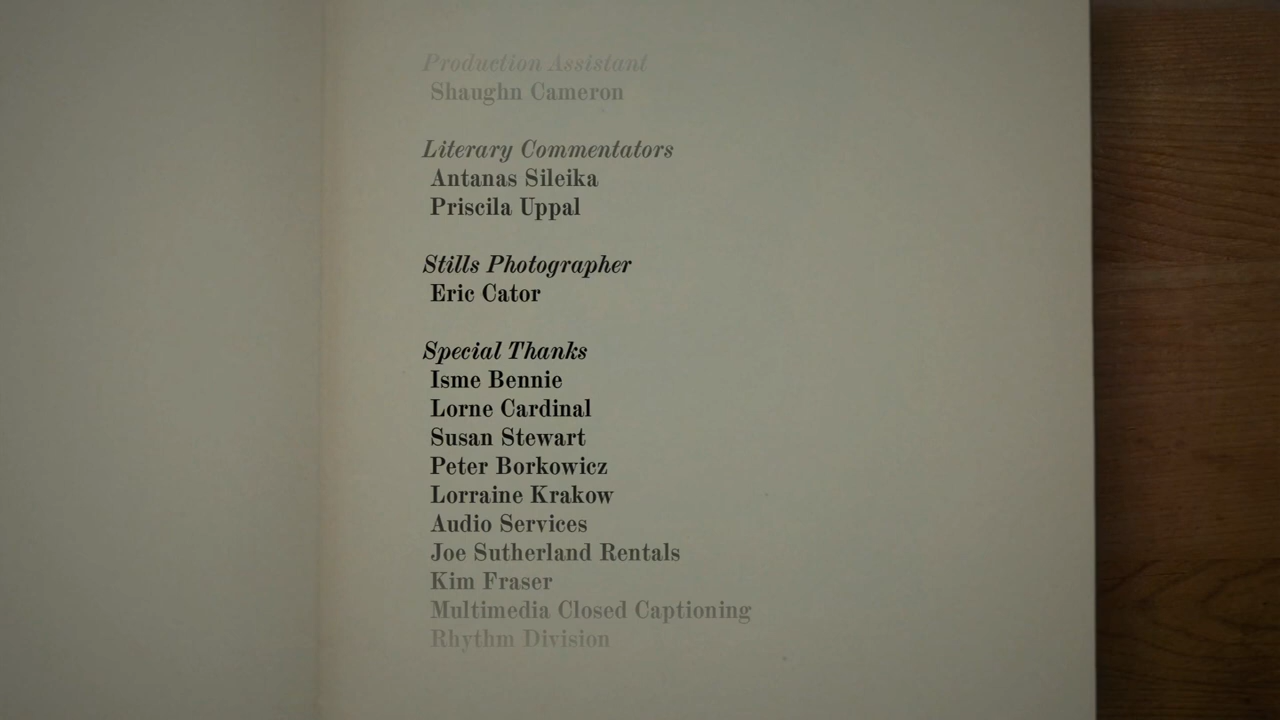 Production Assistant
Shaughn Cameron
Literary Commentators
Antanas Sileika
Priscila Uppal
Stills Photographer
Eric Cator
Special Thanks
Isme Bennie
Lorne Cardinal
Susan Stewart
Peter Borkowicz
Lorraine Krakow
Audio Services
Joe Sutherland Rentals
Kim Fraser
Multimedia Closed Captioning
Rhythm Division